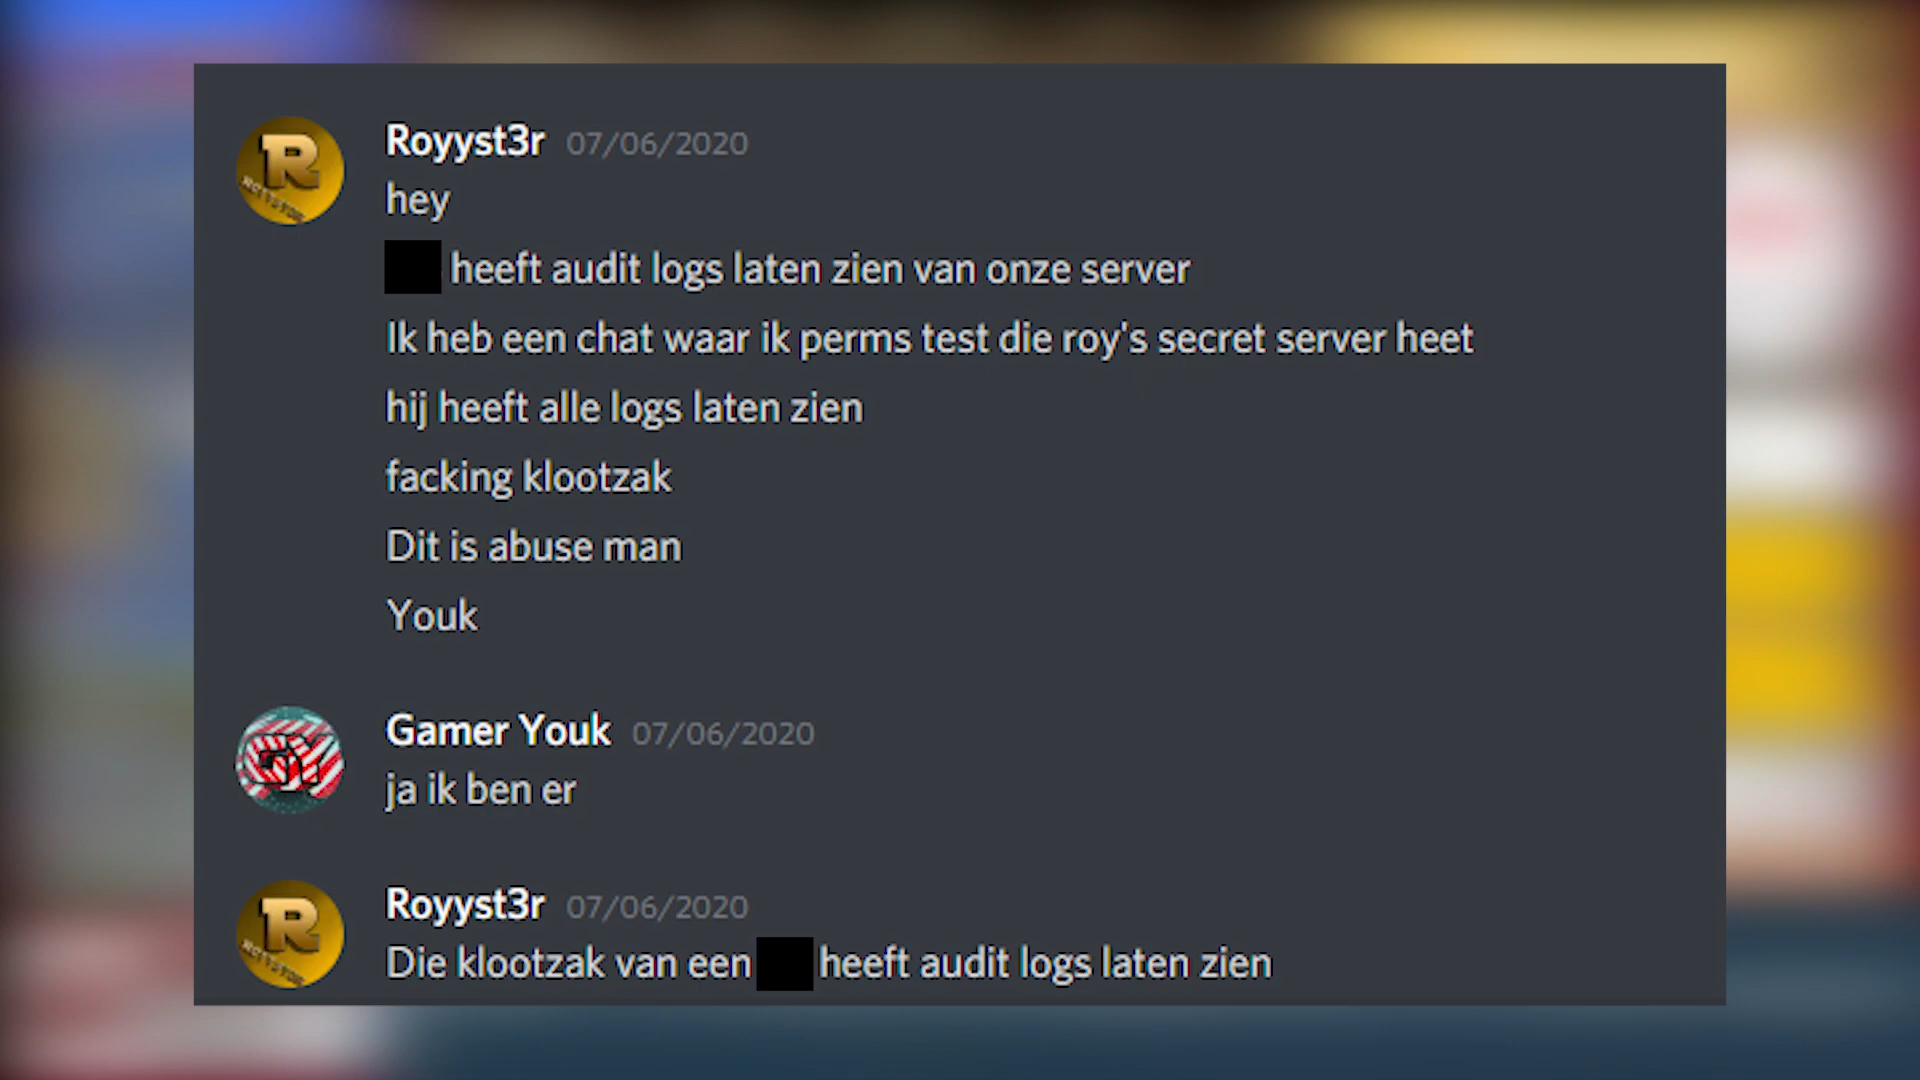 Royyst3r 07/06/2020
hey
heeft audit logs laten zien van onze server
Ik heb een chat waar ik perms test die roy's secret server heet
hij heeft alle logs laten zien
facking klootzak
Dit is abuse man
Youk
Gamer Youk 07/06/2020
ja ik ben er
Royyst3r 07/06/2020
Die klootzak van een heeft audit logs laten zien